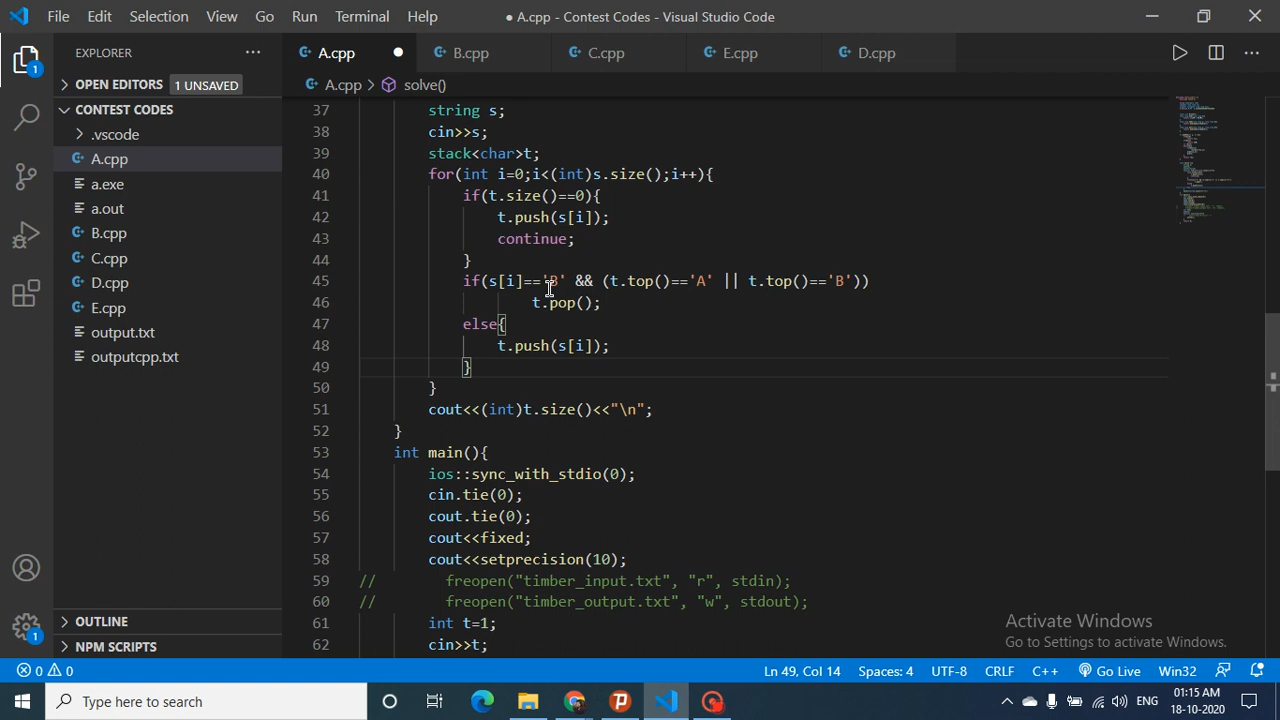 File Edit Selection View Go Run Terminal Help
● A.cpp - Contest Codes - Visual Studio Code
EXPLORER
OPEN EDITORS 1 UNSAVED
CONTEST CODES
.vscode
A.cpp
a.exe
a.out
B.cpp
C.cpp
D.cpp
E.cpp
output.txt
outputcpp.txt
OUTLINE
NPM SCRIPTS
1
1
A.cpp B.cpp C.cpp E.cpp D.cpp
A.cpp > solve()
37 string s;
38 cin>>s;
39 stack<char>t;
40 for(int i=0;i<(int)s.size();i++){
41 if(t.size()==0){
42 t.push(s[i]);
43 continue;
44 }
45 if(s[i]=='B' && (t.top()=='A' || t.top()=='B'))
46 t.pop();
47 else{
48 t.push(s[i]);
49 }
50 }
51 cout<<(int)t.size()<<"\n";
52 }
53 int main(){
54 ios::sync_with_stdio(0);
55 cin.tie(0);
56 cout.tie(0);
57 cout<<fixed;
58 cout<<setprecision(10);
59 // freopen("timber_input.txt", "r", stdin);
60 // freopen("timber_output.txt", "w", stdout);
61 int t=1;
62 cin>>t;
Activate Windows
Go to Settings to activate Windows.
0 0 Ln 49, Col 14 Spaces: 4 UTF-8 CRLF C++ Go Live Win32
Type here to search
ENG
01:15 AM
18-10-2020